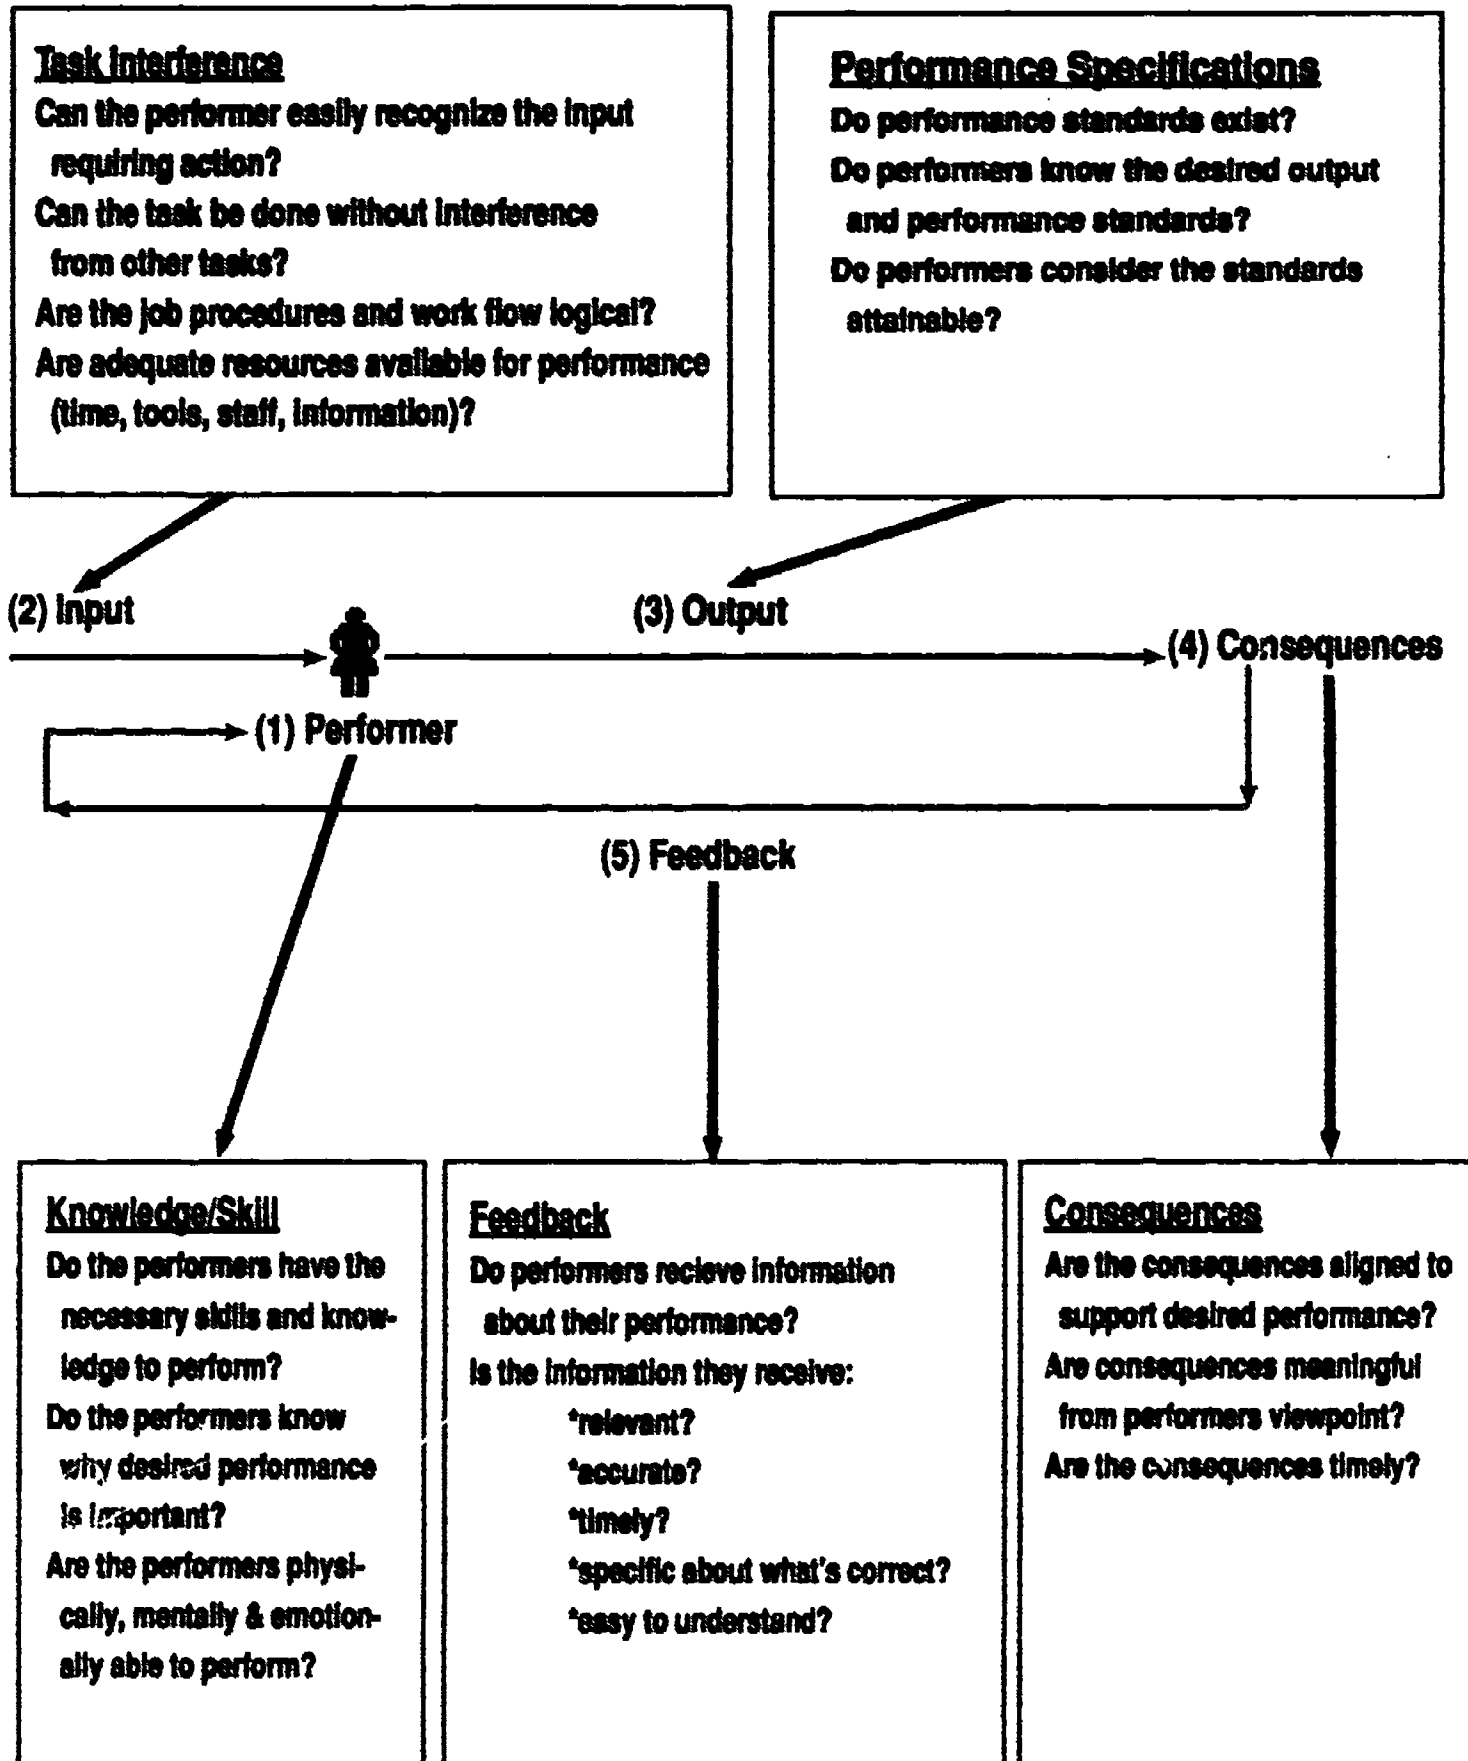 Task Interference
Can the performer easily recognize the input
requiring action?
Can the task be done without interference
from other tasks?
Are the job procedures and work flow logical?
Are adequate resources available for performance
(time, tools, staff, information)?
Performance Specifications
Do performance standards exist?
Do performers know the desired output
and performance standards?
Do performers consider the standards
attainable?
(2) Input
(3) Output
(4) Consequences
(1) Performer
(5) Feedback
Knowledge/Skill
Do the performers have the
necessary skills and know-
ledge to perform?
Do the performers know
why desired performance
is important?
Are the performers physi-
cally, mentally & emotion-
ally able to perform?
Feedback
Do performers recieve information
about their performance?
Is the information they receive:
*relevant?
*accurate?
*timely?
*specific about what's correct?
*easy to understand?
Consequences
Are the consequences aligned to
support desired performance?
Are consequences meaningful
from performers viewpoint?
Are the consequences timely?